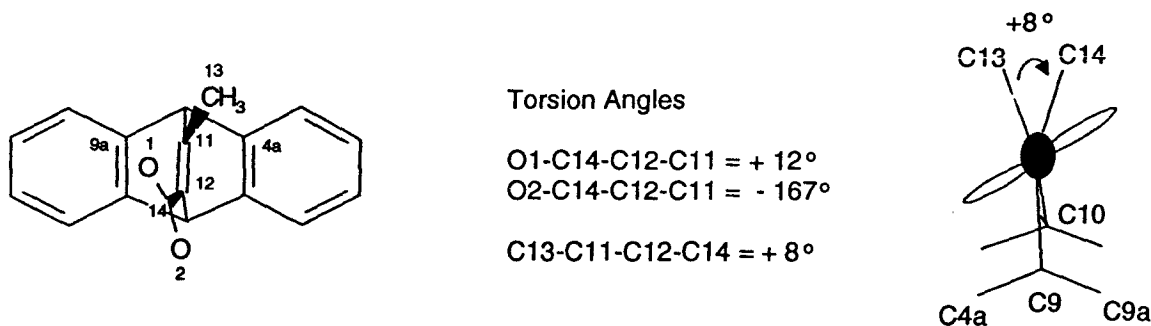 13
CH3
1
9a
11
4a
O
12
14
O
2
Torsion Angles
O1-C14-C12-C11 = + 12°
O2-C14-C12-C11 = - 167°
C13-C11-C12-C14 = + 8°
+8°
C13
C14
C10
C4a
C9
C9a